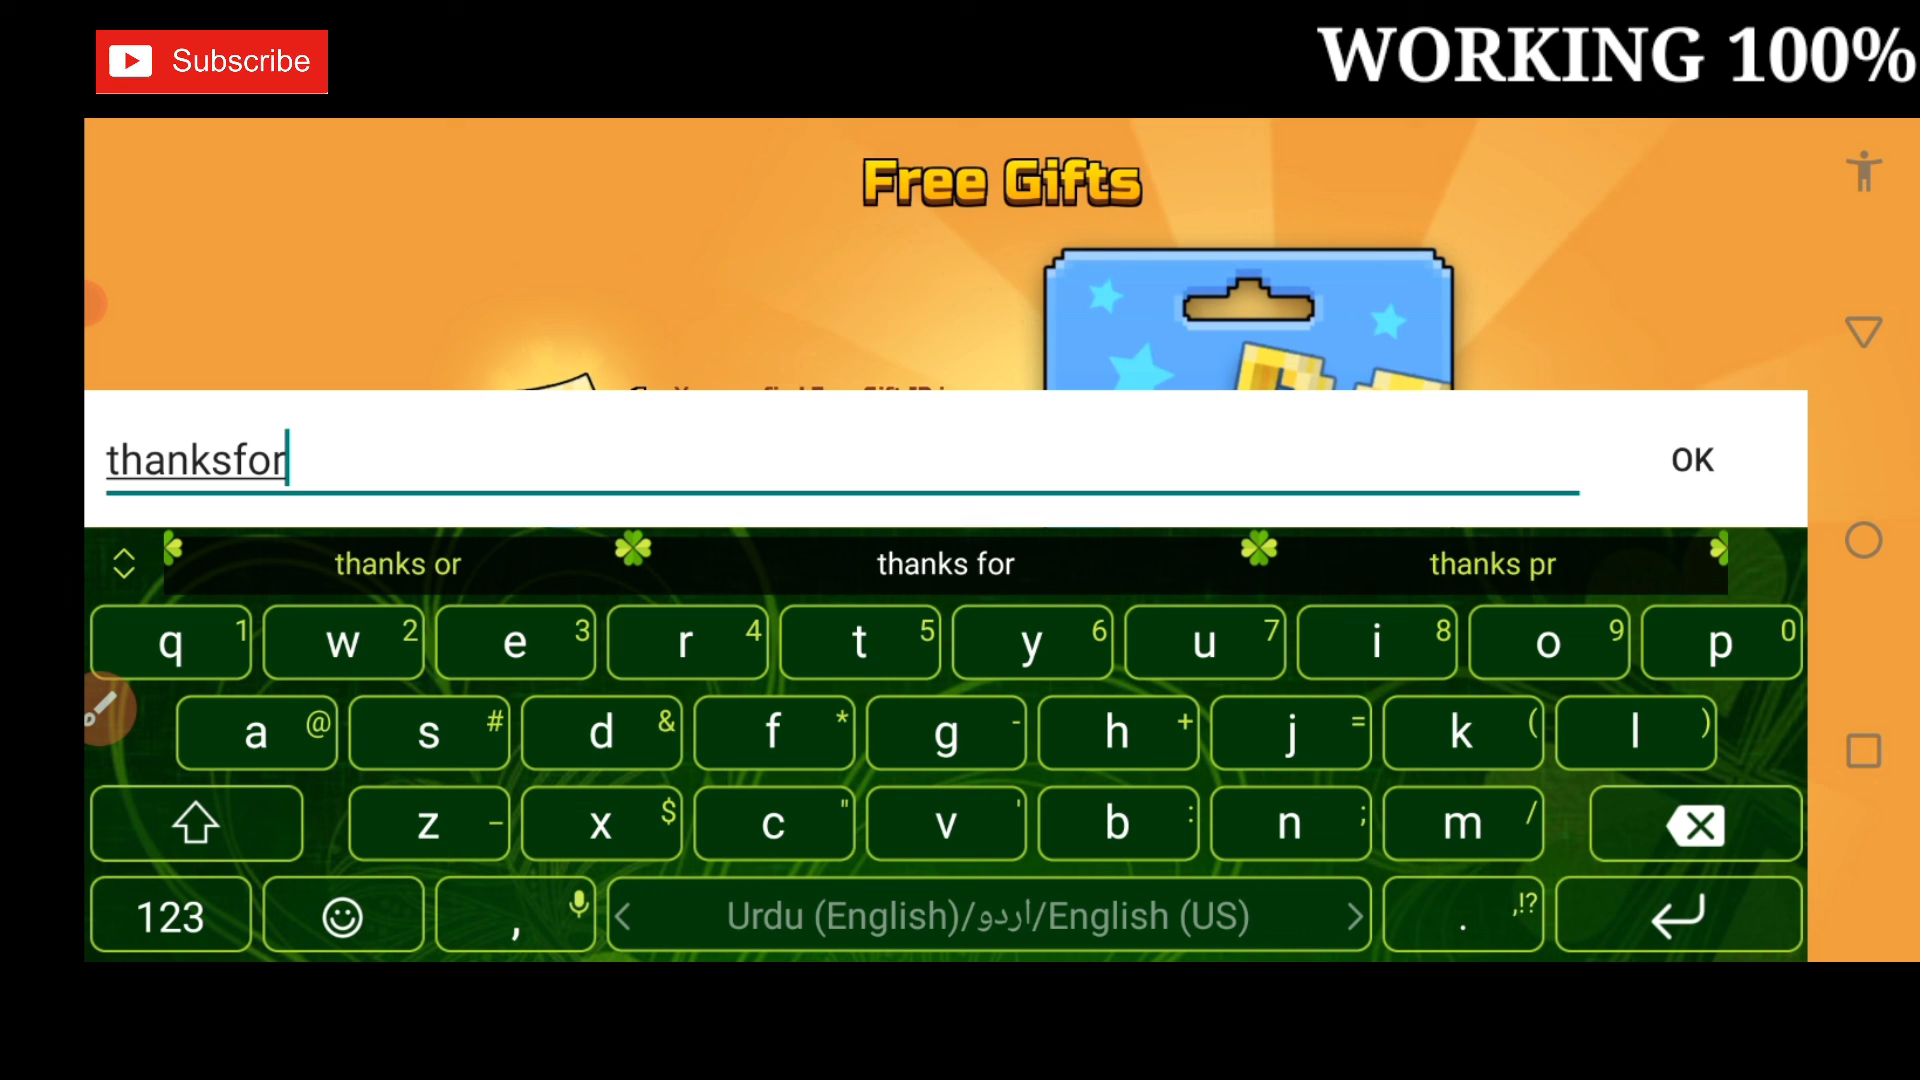 Subscribe
WORKING 100%
Free Gifts
thanksfor
OK
thanks or thanks for thanks pr
q 1 w 2 e 3 r 4 t 5 y 6 u 7 i 8 o 9 p 0
a @ s # d & f * g - h + j = k ( l )
z _ x $ c " v ' b : n ; m /
123 , < Urdu (English)/اردو/English (US) > . ,!?